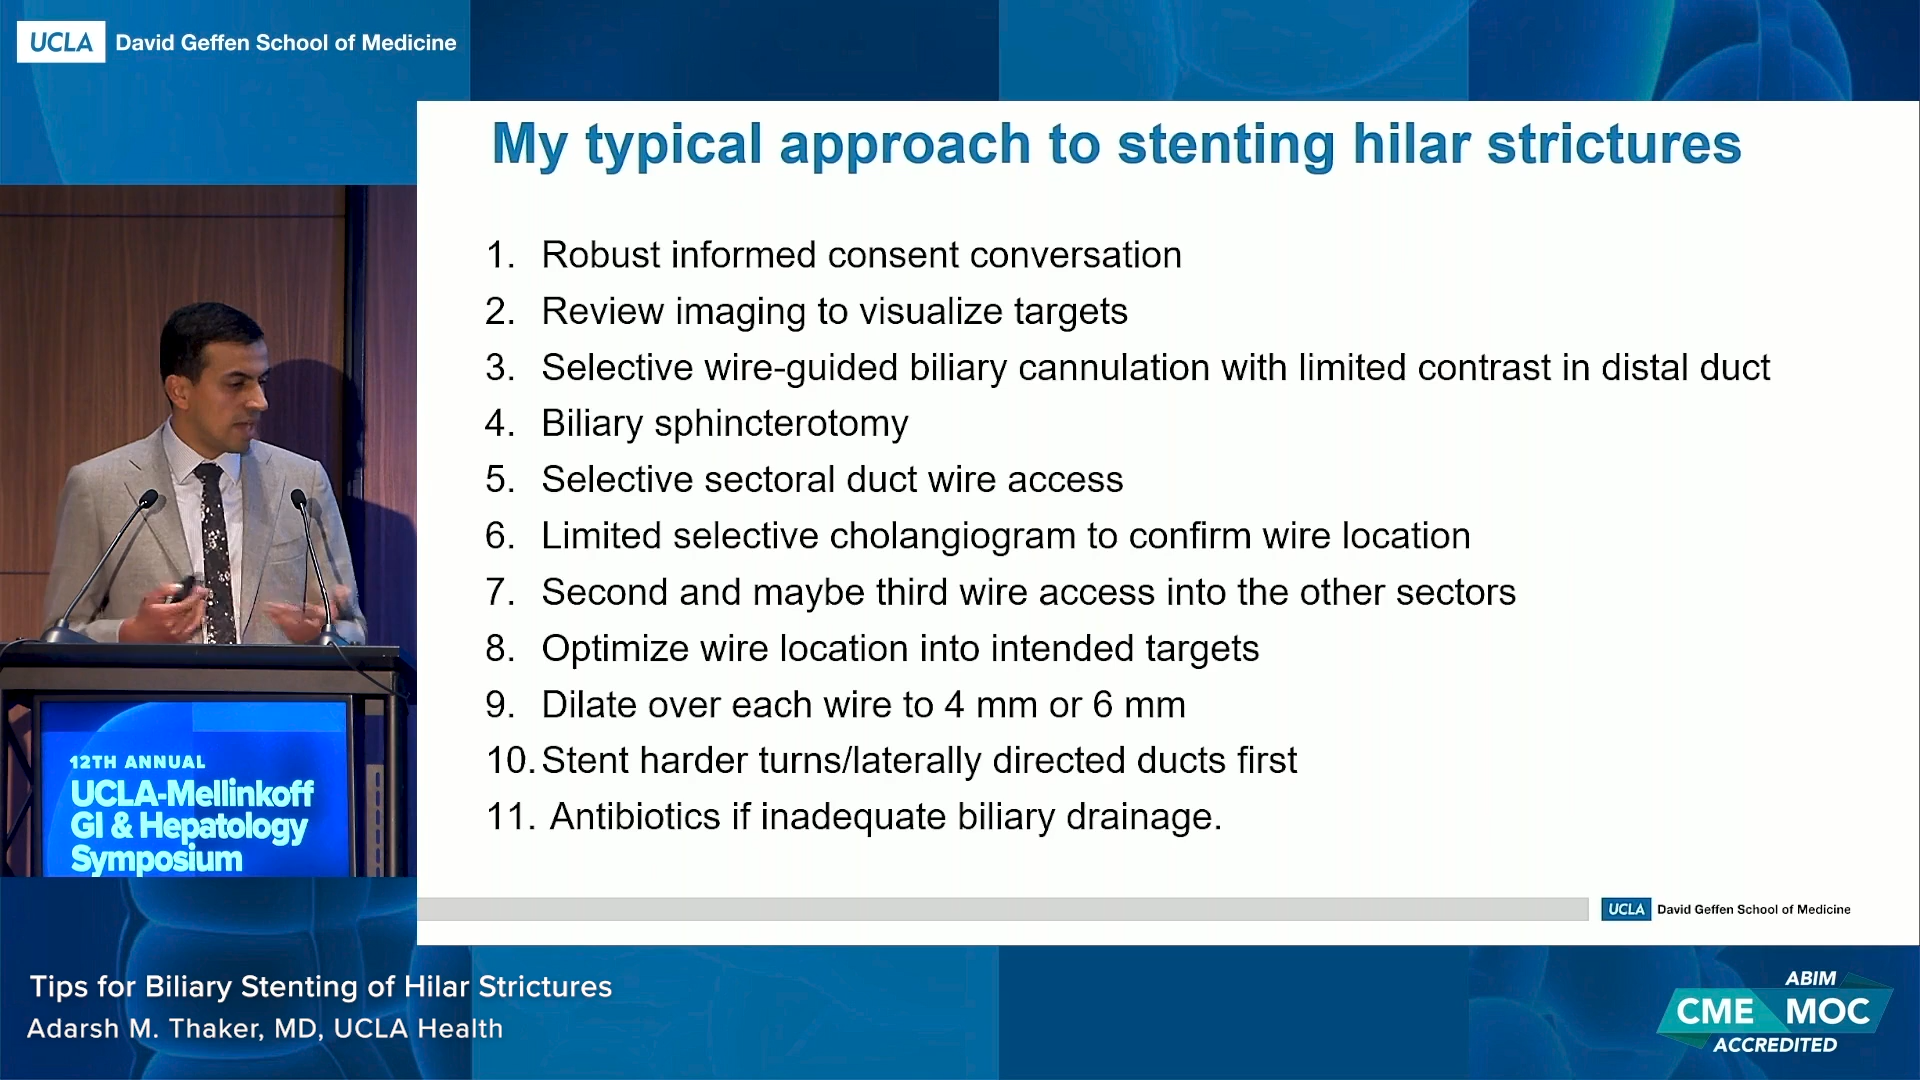 UCLA David Geffen School of Medicine
My typical approach to stenting hilar strictures
1. Robust informed consent conversation
2. Review imaging to visualize targets
3. Selective wire-guided biliary cannulation with limited contrast in distal duct
4. Biliary sphincterotomy
5. Selective sectoral duct wire access
6. Limited selective cholangiogram to confirm wire location
7. Second and maybe third wire access into the other sectors
8. Optimize wire location into intended targets
9. Dilate over each wire to 4 mm or 6 mm
10. Stent harder turns/laterally directed ducts first
11. Antibiotics if inadequate biliary drainage.
UCLA David Geffen School of Medicine
12TH ANNUAL
UCLA-Mellinkoff
GI & Hepatology
Symposium
Tips for Biliary Stenting of Hilar Strictures
Adarsh M. Thaker, MD, UCLA Health
ABIM
CME MOC
ACCREDITED